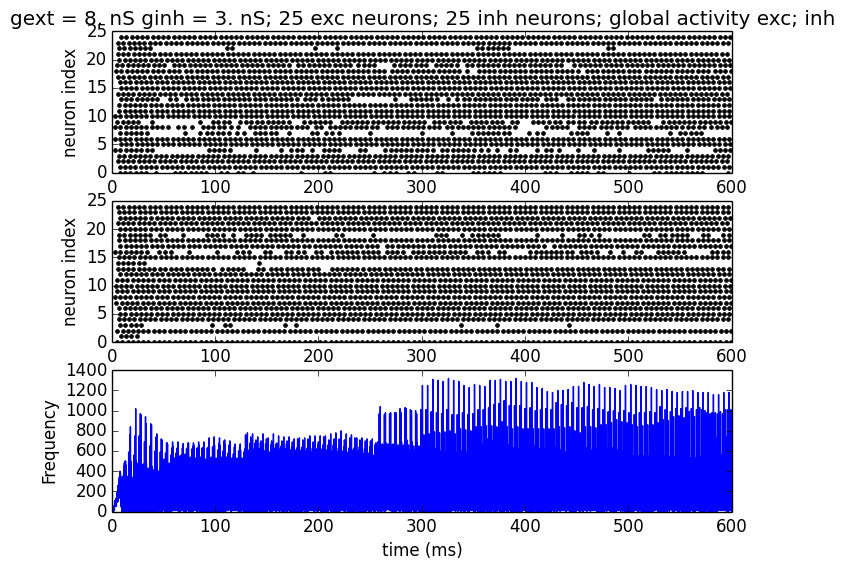 gext = 8. nS ginh = 3. nS; 25 exc neurons; 25 inh neurons; global activity exc; inh
25
20
15
10
5
0
neuron index
0 100 200 300 400 500 600
25
20
15
10
5
0
neuron index
0 100 200 300 400 500 600
1400
1200
1000
800
600
400
200
0
Frequency
0 100 200 300 400 500 600
time (ms)